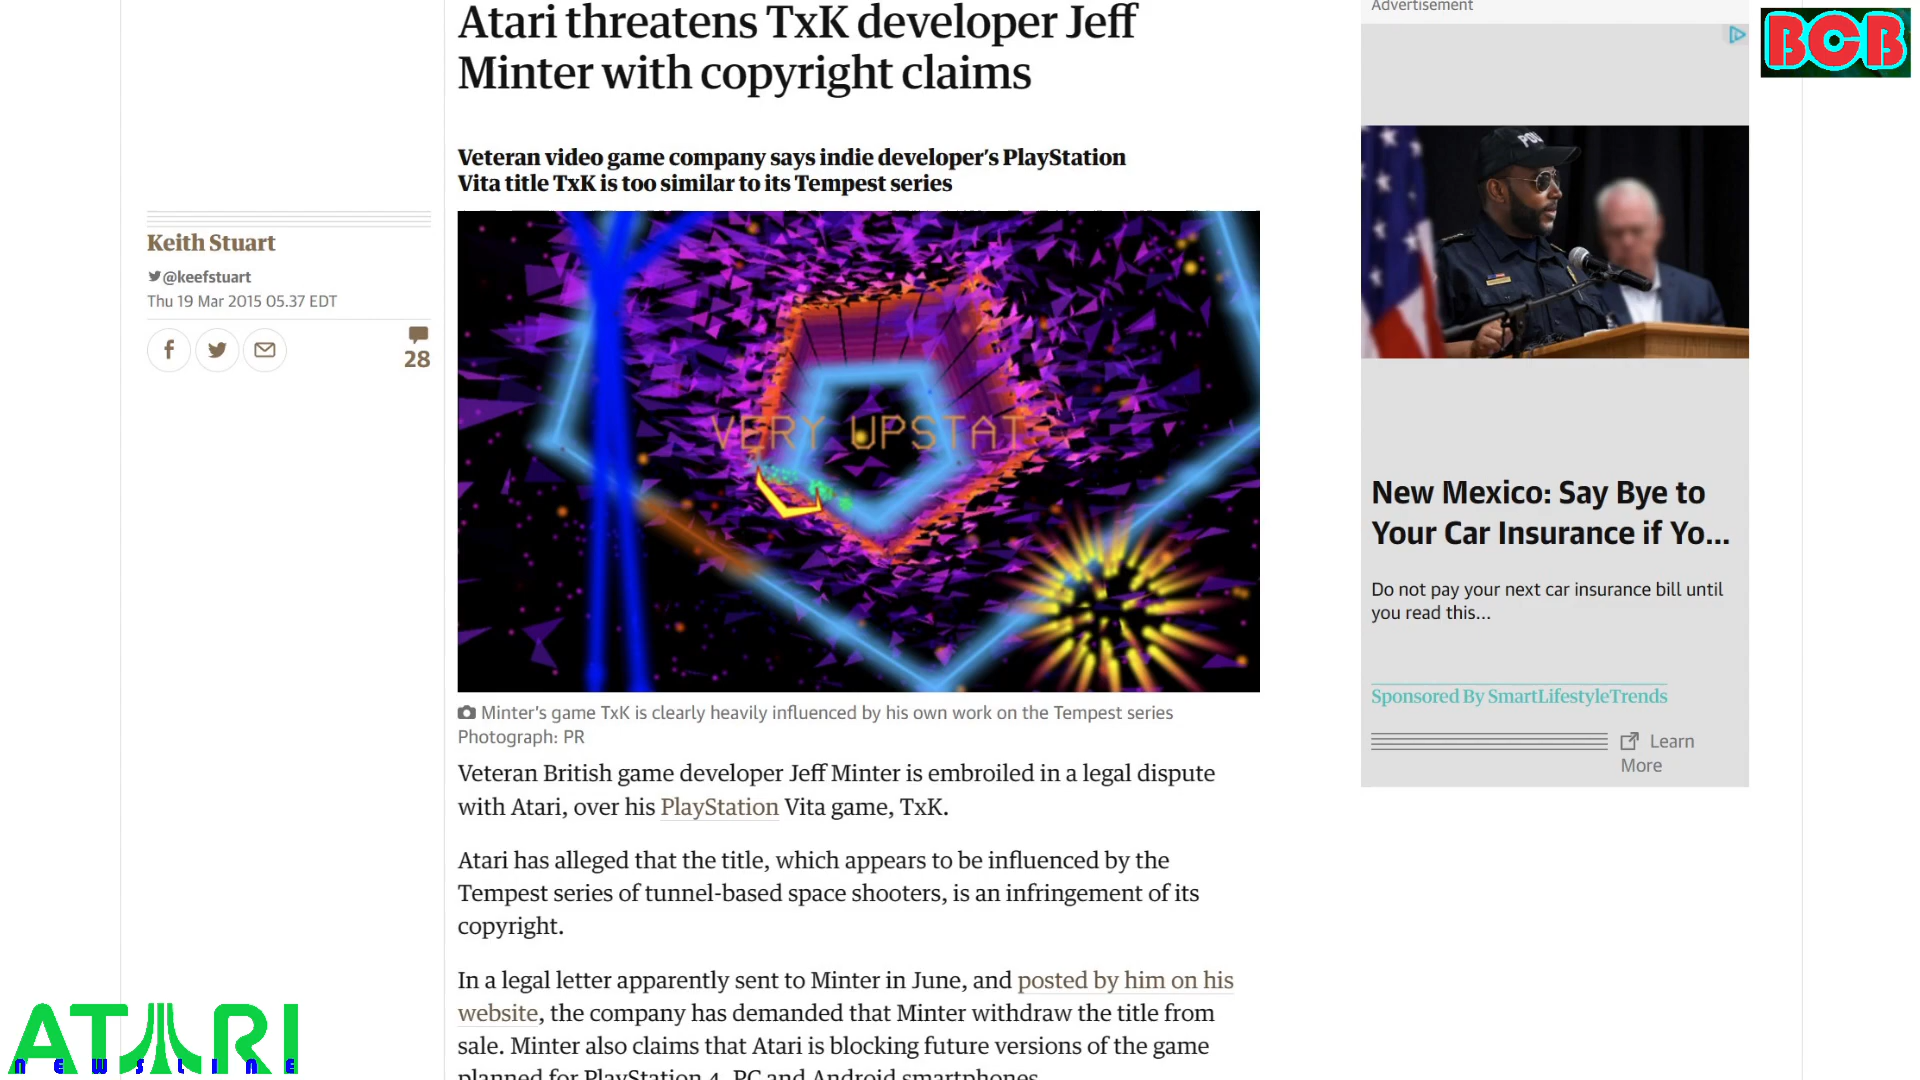 Atari threatens TxK developer Jeff
Minter with copyright claims
Veteran video game company says indie developer's PlayStation
Vita title TxK is too similar to its Tempest series
Keith Stuart
@keefstuart
Thu 19 Mar 2015 05.37 EDT
28
VERY UPSTAT
Minter's game TxK is clearly heavily influenced by his own work on the Tempest series
Photograph: PR
Veteran British game developer Jeff Minter is embroiled in a legal dispute
with Atari, over his PlayStation Vita game, TxK.
Atari has alleged that the title, which appears to be influenced by the
Tempest series of tunnel-based space shooters, is an infringement of its
copyright.
In a legal letter apparently sent to Minter in June, and posted by him on his
website, the company has demanded that Minter withdraw the title from
sale. Minter also claims that Atari is blocking future versions of the game
planned for PlayStation 4, PC and Android smartphones.
Advertisement
BCB
POLI
New Mexico: Say Bye to
Your Car Insurance if Yo...
Do not pay your next car insurance bill until
you read this...
Sponsored By SmartLifestyleTrends
Learn
More
ATARI
NEWSLINE